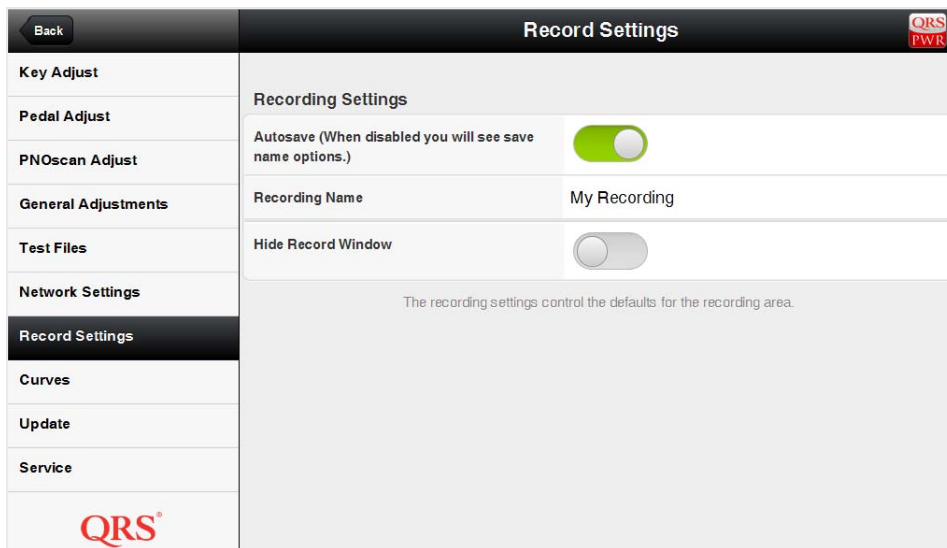 Back
Record Settings
QRS
PWR
Key Adjust
Pedal Adjust
PNOscan Adjust
General Adjustments
Test Files
Network Settings
Record Settings
Curves
Update
Service
QRS®
Recording Settings
Autosave (When disabled you will see save
name options.)
Recording Name
My Recording
Hide Record Window
The recording settings control the defaults for the recording area.